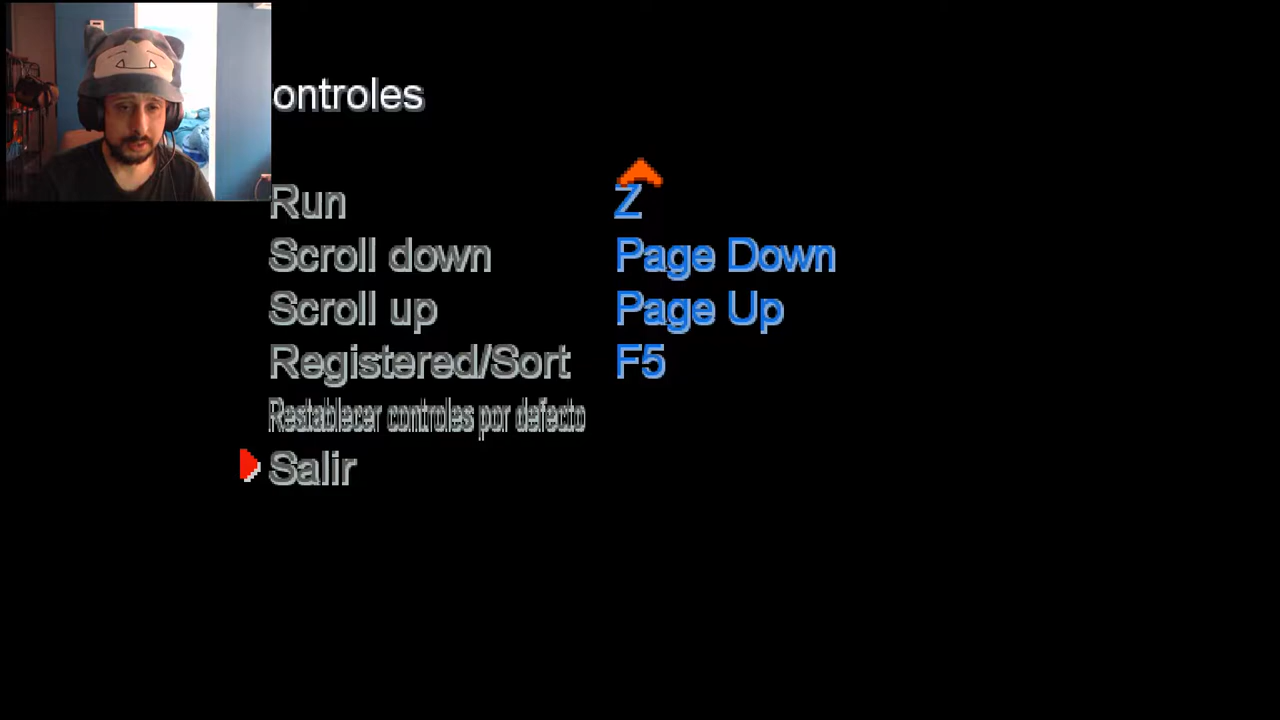 ontroles
Run Z
Scroll down Page Down
Scroll up Page Up
Registered/Sort F5
Restablecer controles por defecto
Salir